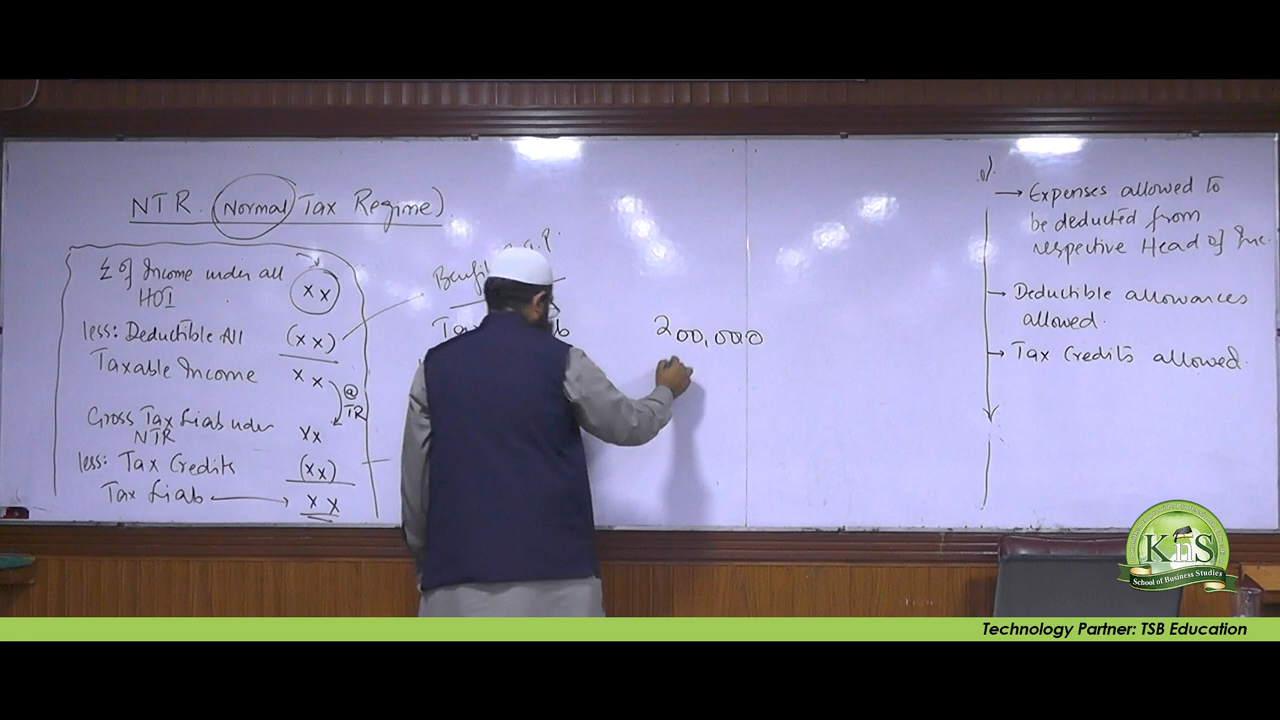 NTR (Normal Tax Regime)
Σ of Income under all
HOI
xx
less: Deductible All (xx)
Taxable Income xx
@
TR
Gross Tax Liab under
NTR
xx
less: Tax Credits (xx)
Tax Liab xx
200,000
→ Expenses allowed to
be deducted from
respective Head of Inc.
→ Deductible allowances
allowed.
→ Tax Credits allowed.
KnS
School of Business Studies
Technology Partner: TSB Education